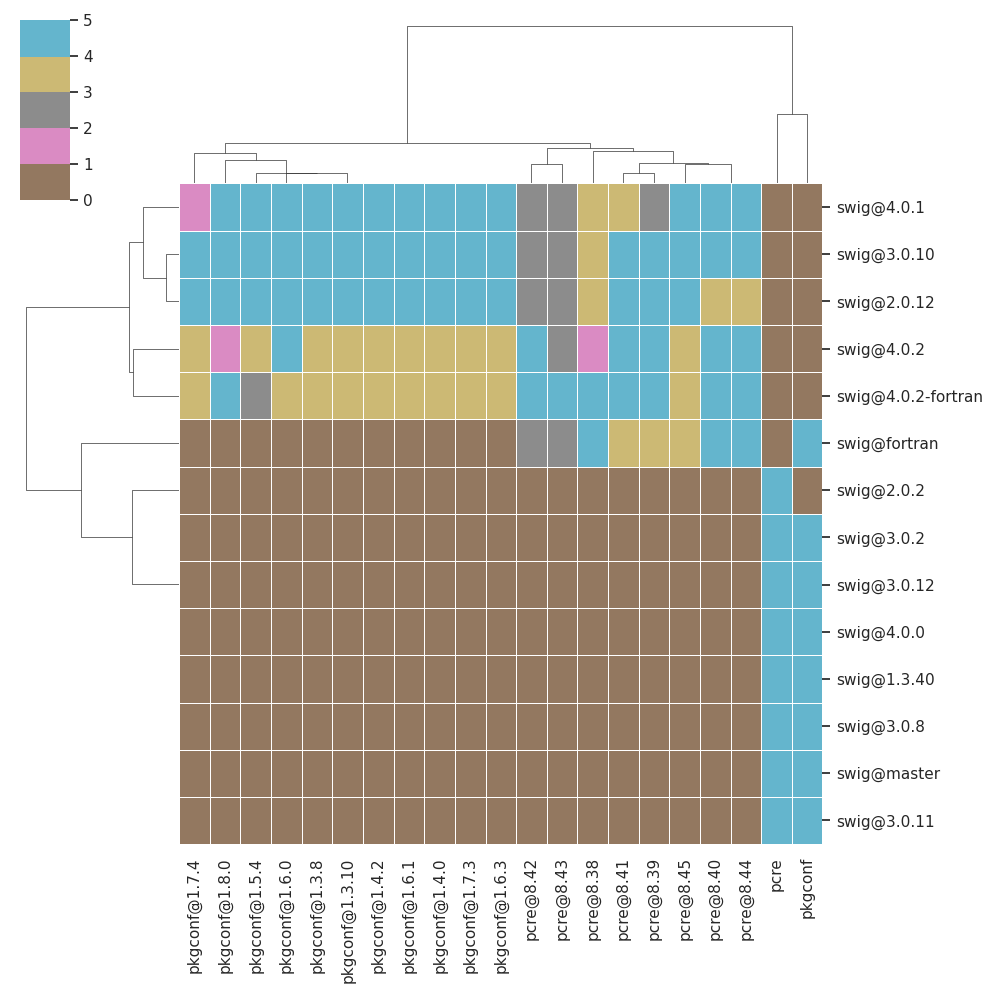 5
4
3
2
1
0
swig@4.0.1
swig@3.0.10
swig@2.0.12
swig@4.0.2
swig@4.0.2-fortran
swig@fortran
swig@2.0.2
swig@3.0.2
swig@3.0.12
swig@4.0.0
swig@1.3.40
swig@3.0.8
swig@master
swig@3.0.11
pkgconf@1.7.4
pkgconf@1.8.0
pkgconf@1.5.4
pkgconf@1.6.0
pkgconf@1.3.8
pkgconf@1.3.10
pkgconf@1.4.2
pkgconf@1.6.1
pkgconf@1.4.0
pkgconf@1.7.3
pkgconf@1.6.3
pcre@8.42
pcre@8.43
pcre@8.38
pcre@8.41
pcre@8.39
pcre@8.45
pcre@8.40
pcre@8.44
pcre
pkgconf